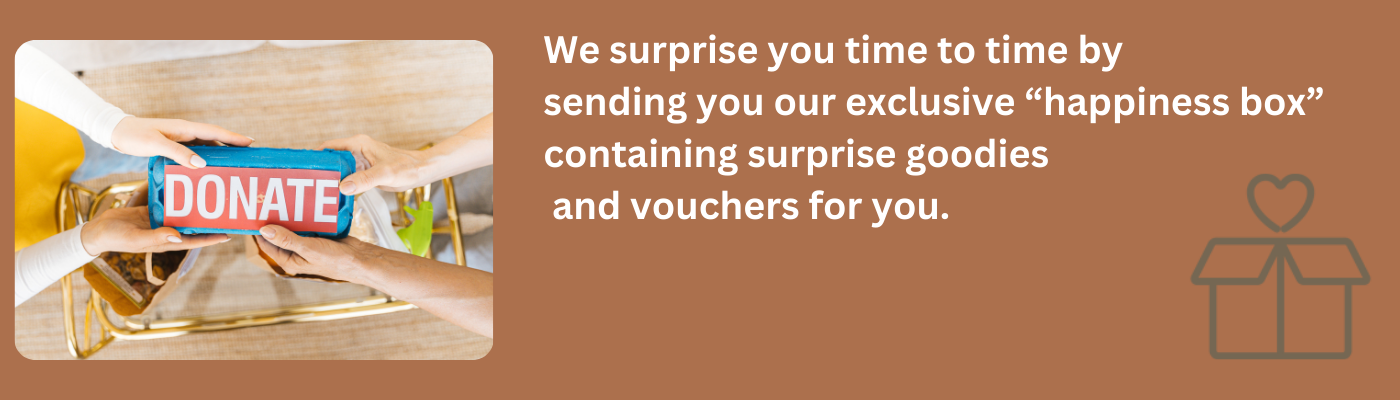 DONATE
We surprise you time to time by
sending you our exclusive “happiness box”
containing surprise goodies
and vouchers for you.